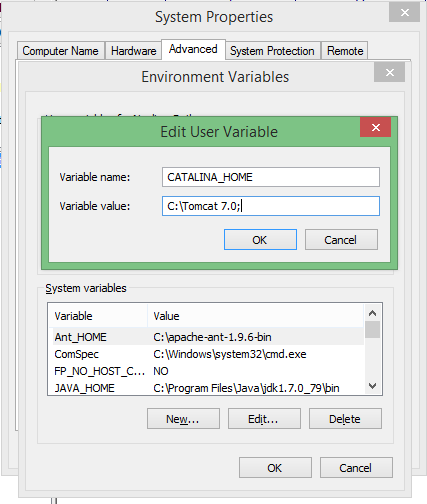 System Properties
Computer Name Hardware Advanced System Protection Remote
Environment Variables
Edit User Variable
Variable name: CATALINA_HOME
Variable value: C:\Tomcat 7.0;
OK Cancel
System variables
Variable Value
Ant_HOME C:\apache-ant-1.9.6-bin
ComSpec C:\Windows\system32\cmd.exe
FP_NO_HOST_C... NO
JAVA_HOME C:\Program Files\Java\jdk1.7.0_79\bin
New... Edit... Delete
OK Cancel